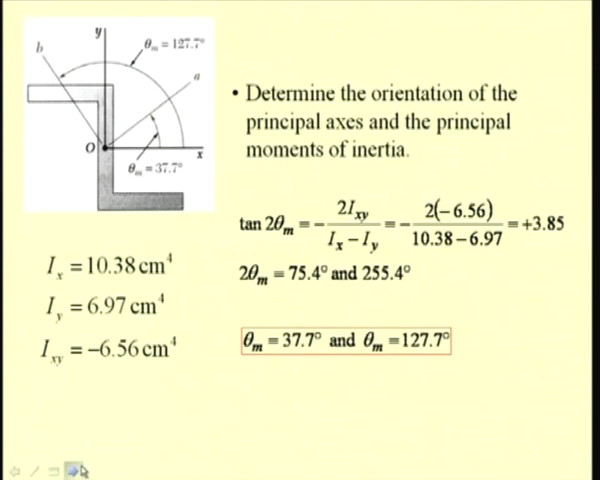 y
b
θm = 127.7°
a
O
x
θm = 37.7°
• Determine the orientation of the
principal axes and the principal
moments of inertia.
tan 2θm = − 2Ixy / (Ix − Iy) = − 2(−6.56) / (10.38 − 6.97) = +3.85
2θm = 75.4° and 255.4°
θm = 37.7° and θm = 127.7°
Ix = 10.38 cm⁴
Iy = 6.97 cm⁴
Ixy = −6.56 cm⁴